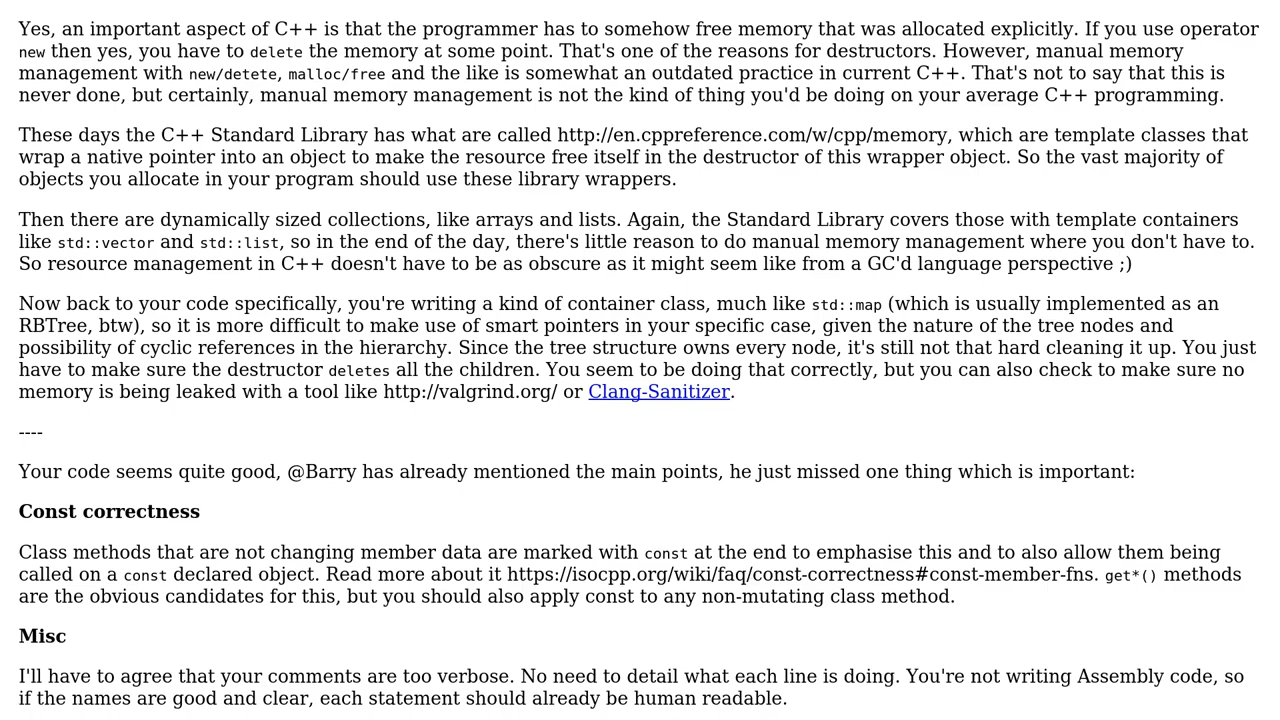 Yes, an important aspect of C++ is that the programmer has to somehow free memory that was allocated explicitly. If you use operator
new then yes, you have to delete the memory at some point. That's one of the reasons for destructors. However, manual memory
management with new/detete, malloc/free and the like is somewhat an outdated practice in current C++. That's not to say that this is
never done, but certainly, manual memory management is not the kind of thing you'd be doing on your average C++ programming.
These days the C++ Standard Library has what are called http://en.cppreference.com/w/cpp/memory, which are template classes that
wrap a native pointer into an object to make the resource free itself in the destructor of this wrapper object. So the vast majority of
objects you allocate in your program should use these library wrappers.
Then there are dynamically sized collections, like arrays and lists. Again, the Standard Library covers those with template containers
like std::vector and std::list, so in the end of the day, there's little reason to do manual memory management where you don't have to.
So resource management in C++ doesn't have to be as obscure as it might seem like from a GC'd language perspective ;)
Now back to your code specifically, you're writing a kind of container class, much like std::map (which is usually implemented as an
RBTree, btw), so it is more difficult to make use of smart pointers in your specific case, given the nature of the tree nodes and
possibility of cyclic references in the hierarchy. Since the tree structure owns every node, it's still not that hard cleaning it up. You just
have to make sure the destructor deletes all the children. You seem to be doing that correctly, but you can also check to make sure no
memory is being leaked with a tool like http://valgrind.org/ or Clang-Sanitizer.
----
Your code seems quite good, @Barry has already mentioned the main points, he just missed one thing which is important:
Const correctness
Class methods that are not changing member data are marked with const at the end to emphasise this and to also allow them being
called on a const declared object. Read more about it https://isocpp.org/wiki/faq/const-correctness#const-member-fns. get*() methods
are the obvious candidates for this, but you should also apply const to any non-mutating class method.
Misc
I'll have to agree that your comments are too verbose. No need to detail what each line is doing. You're not writing Assembly code, so
if the names are good and clear, each statement should already be human readable.